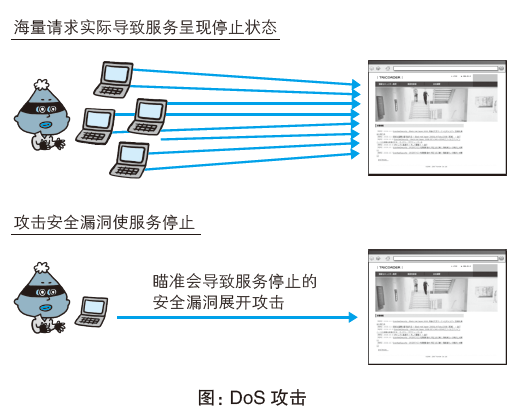 海量请求实际导致服务呈现停止状态
TRICORDER
攻击安全漏洞使服务停止
瞄准会导致服务停止的
安全漏洞展开攻击
TRICORDER
图：DoS 攻击